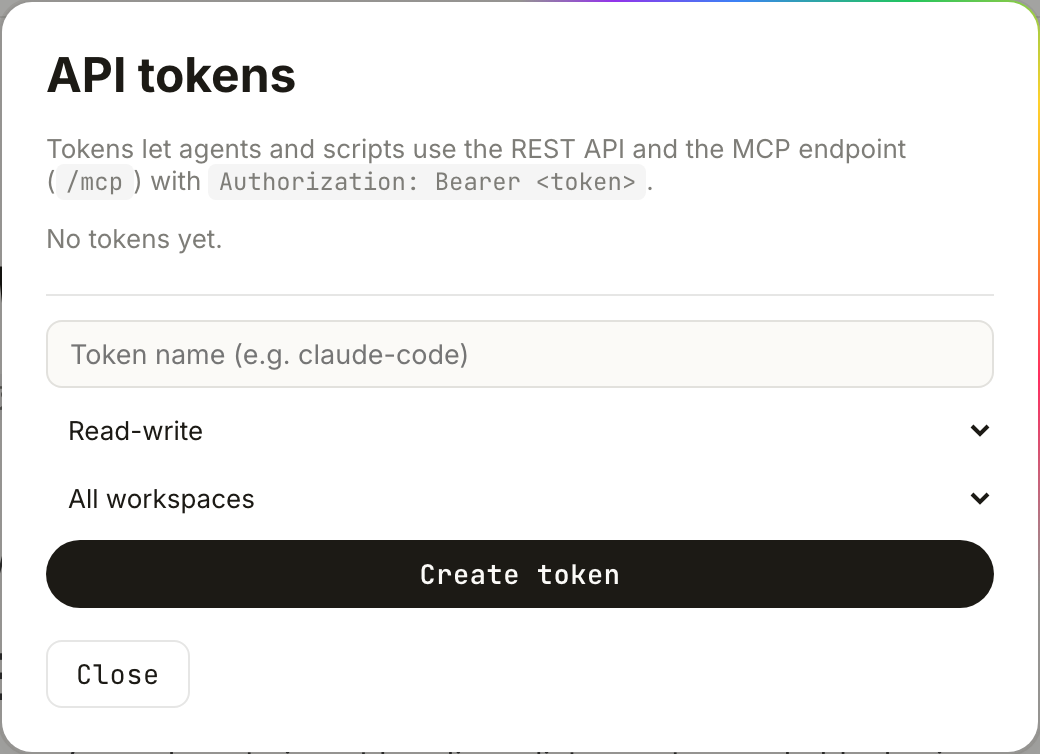 API tokens
Tokens let agents and scripts use the REST API and the MCP endpoint
(/mcp) with Authorization: Bearer <token>.
No tokens yet.
Token name (e.g. claude-code)
Read-write
All workspaces
Create token
Close